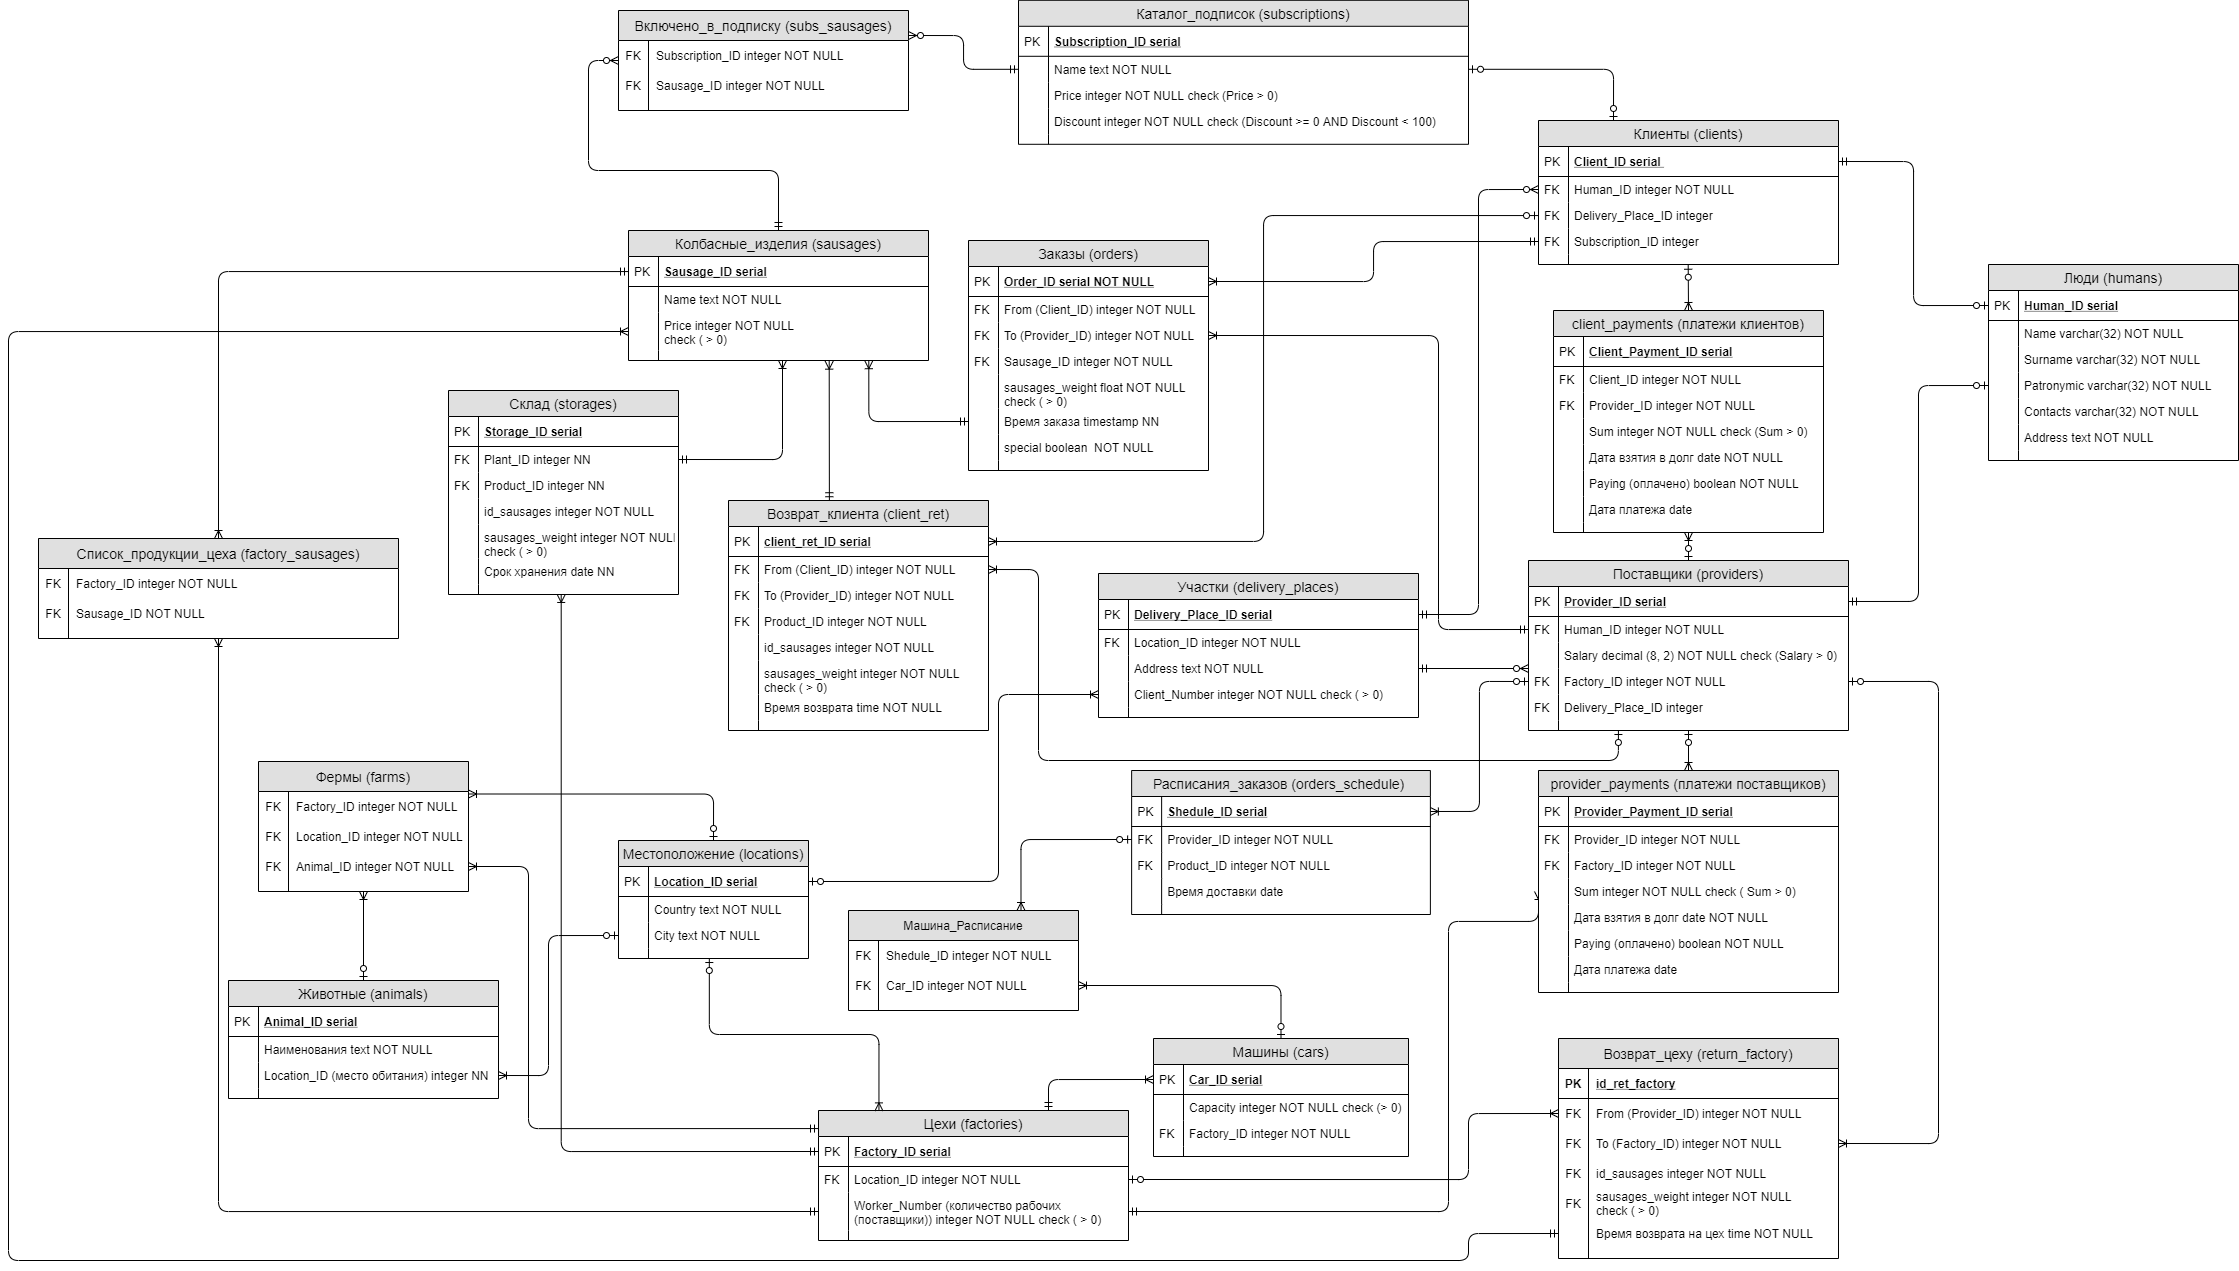 Включено_в_подписку (subs_sausages)
FK Subscription_ID integer NOT NULL
FK Sausage_ID integer NOT NULL
Каталог_подписок (subscriptions)
PK Subscription_ID serial
Name text NOT NULL
Price integer NOT NULL check (Price > 0)
Discount integer NOT NULL check (Discount >= 0 AND Discount < 100)
Клиенты (clients)
PK Client_ID serial
FK Human_ID integer NOT NULL
FK Delivery_Place_ID integer
FK Subscription_ID integer
Колбасные_изделия (sausages)
PK Sausage_ID serial
Name text NOT NULL
Price integer NOT NULL
check ( > 0)
Заказы (orders)
PK Order_ID serial NOT NULL
FK From (Client_ID) integer NOT NULL
FK To (Provider_ID) integer NOT NULL
FK Sausage_ID integer NOT NULL
sausages_weight float NOT NULL
check ( > 0)
Время заказа timestamp NN
special boolean  NOT NULL
Люди (humans)
PK Human_ID serial
Name varchar(32) NOT NULL
Surname varchar(32) NOT NULL
Patronymic varchar(32) NOT NULL
Contacts varchar(32) NOT NULL
Address text NOT NULL
client_payments (платежи клиентов)
PK Client_Payment_ID serial
FK Client_ID integer NOT NULL
FK Provider_ID integer NOT NULL
Sum integer NOT NULL check (Sum > 0)
Дата взятия в долг date NOT NULL
Paying (оплачено) boolean NOT NULL
Дата платежа date
Склад (storages)
PK Storage_ID serial
FK Plant_ID integer NN
FK Product_ID integer NN
id_sausages integer NOT NULL
sausages_weight integer NOT NULL
check ( > 0)
Срок хранения date NN
Возврат_клиента (client_ret)
PK client_ret_ID serial
FK From (Client_ID) integer NOT NULL
FK To (Provider_ID) integer NOT NULL
FK Product_ID integer NOT NULL
id_sausages integer NOT NULL
sausages_weight integer NOT NULL
check ( > 0)
Время возврата time NOT NULL
Список_продукции_цеха (factory_sausages)
FK Factory_ID integer NOT NULL
FK Sausage_ID NOT NULL
Участки (delivery_places)
PK Delivery_Place_ID serial
FK Location_ID integer NOT NULL
Address text NOT NULL
Client_Number integer NOT NULL check ( > 0)
Поставщики (providers)
PK Provider_ID serial
FK Human_ID integer NOT NULL
Salary decimal (8, 2) NOT NULL check (Salary > 0)
FK Factory_ID integer NOT NULL
FK Delivery_Place_ID integer
Фермы (farms)
FK Factory_ID integer NOT NULL
FK Location_ID integer NOT NULL
FK Animal_ID integer NOT NULL
Расписания_заказов (orders_schedule)
PK Shedule_ID serial
FK Provider_ID integer NOT NULL
FK Product_ID integer NOT NULL
Время доставки date
provider_payments (платежи поставщиков)
PK Provider_Payment_ID serial
FK Provider_ID integer NOT NULL
FK Factory_ID integer NOT NULL
Sum integer NOT NULL check ( Sum > 0)
Дата взятия в долг date NOT NULL
Paying (оплачено) boolean NOT NULL
Дата платежа date
Местоположение (locations)
PK Location_ID serial
Country text NOT NULL
City text NOT NULL
Машина_Расписание
FK Shedule_ID integer NOT NULL
FK Car_ID integer NOT NULL
Животные (animals)
PK Animal_ID serial
Наименования text NOT NULL
Location_ID (место обитания) integer NN
Машины (cars)
PK Car_ID serial
Capacity integer NOT NULL check (> 0)
FK Factory_ID integer NOT NULL
Возврат_цеху (return_factory)
PK id_ret_factory
FK From (Provider_ID) integer NOT NULL
FK To (Factory_ID) integer NOT NULL
FK id_sausages integer NOT NULL
FK sausages_weight integer NOT NULL
check ( > 0)
Время возврата на цех time NOT NULL
Цехи (factories)
PK Factory_ID serial
FK Location_ID integer NOT NULL
Worker_Number (количество рабочих
(поставщики)) integer NOT NULL check ( > 0)